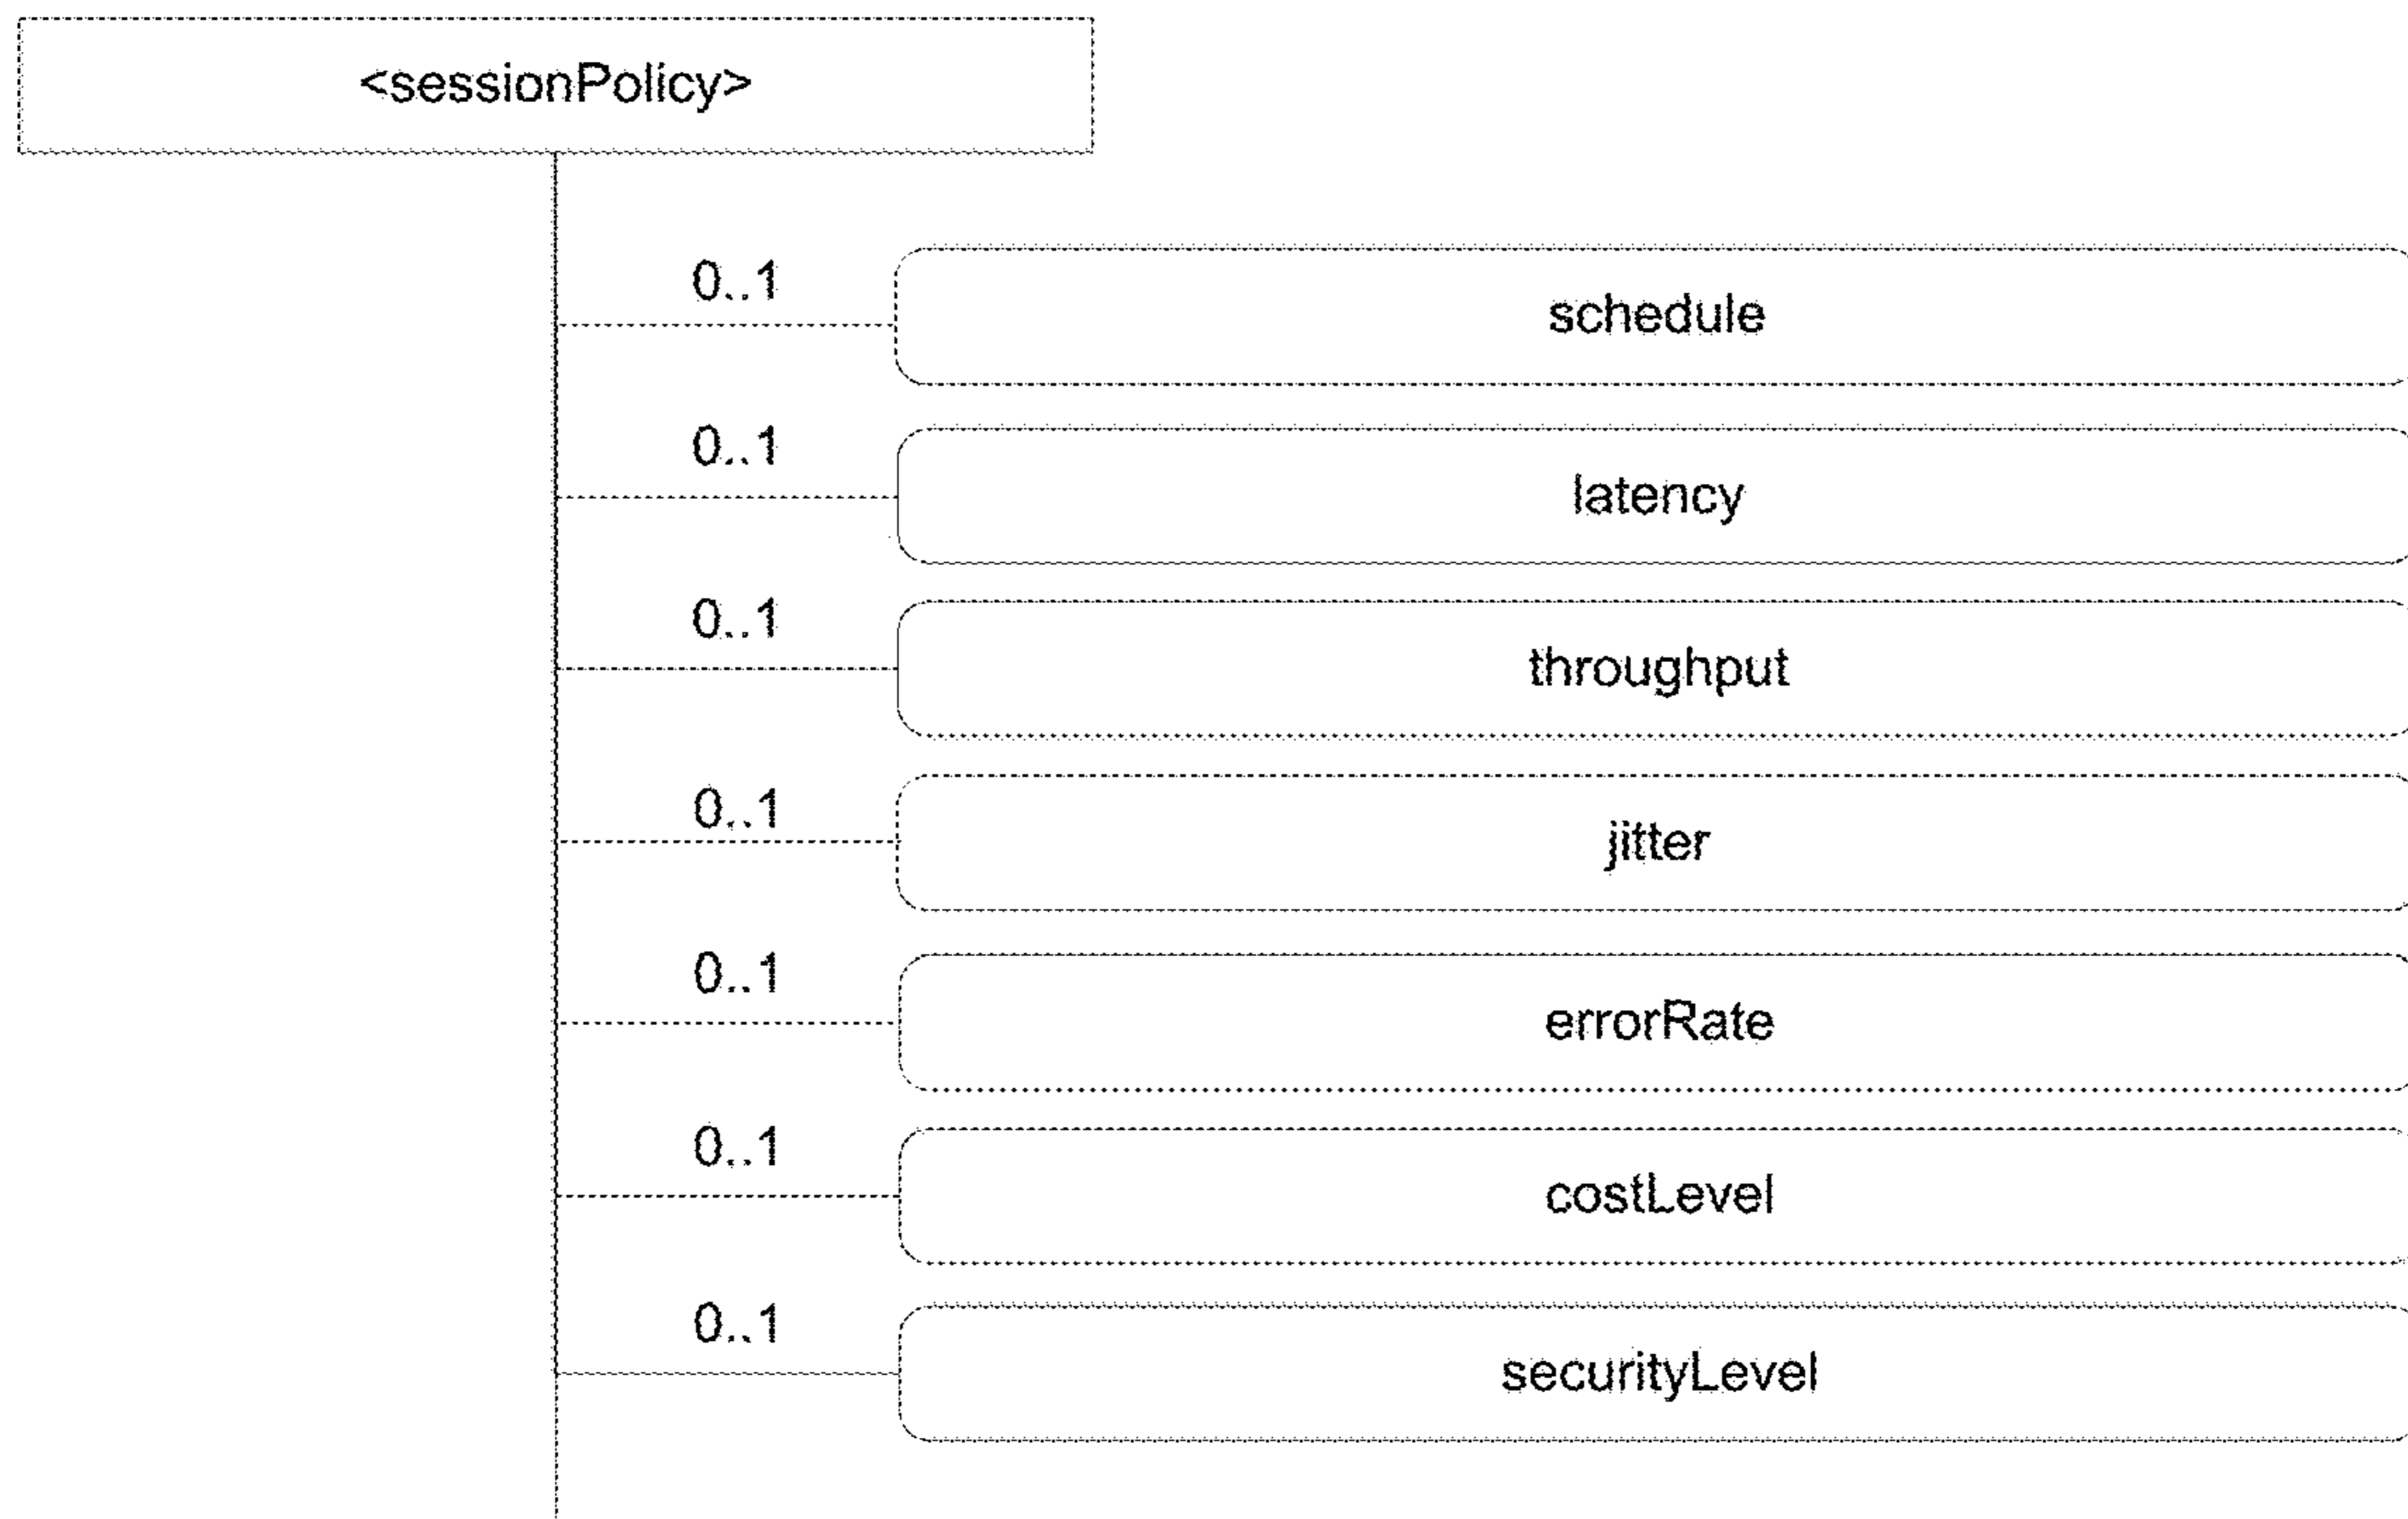 <sessionPolicy>
0..1
schedule
0..1
latency
0..1
throughput
0..1
jitter
0..1
errorRate
0..1
costLevel
0..1
securityLevel